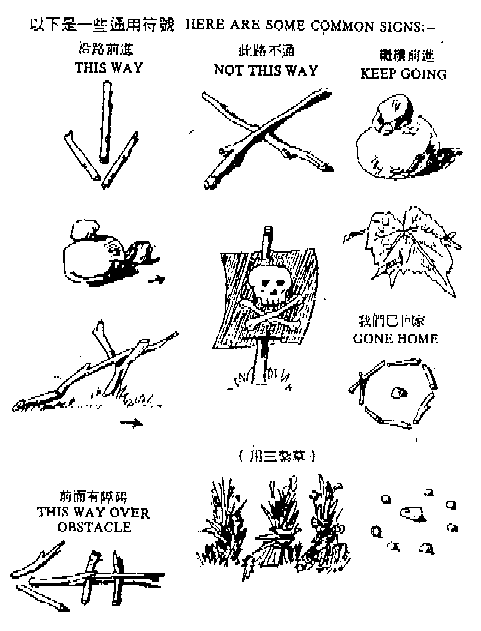 以下是一些通用符號 HERE ARE SOME COMMON SIGNS:–
沿路前進
THIS WAY
此路不通
NOT THIS WAY
繼續前進
KEEP GOING
我們已回家
GONE HOME
(用三紮草)
前面有障碍
THIS WAY OVER
OBSTACLE